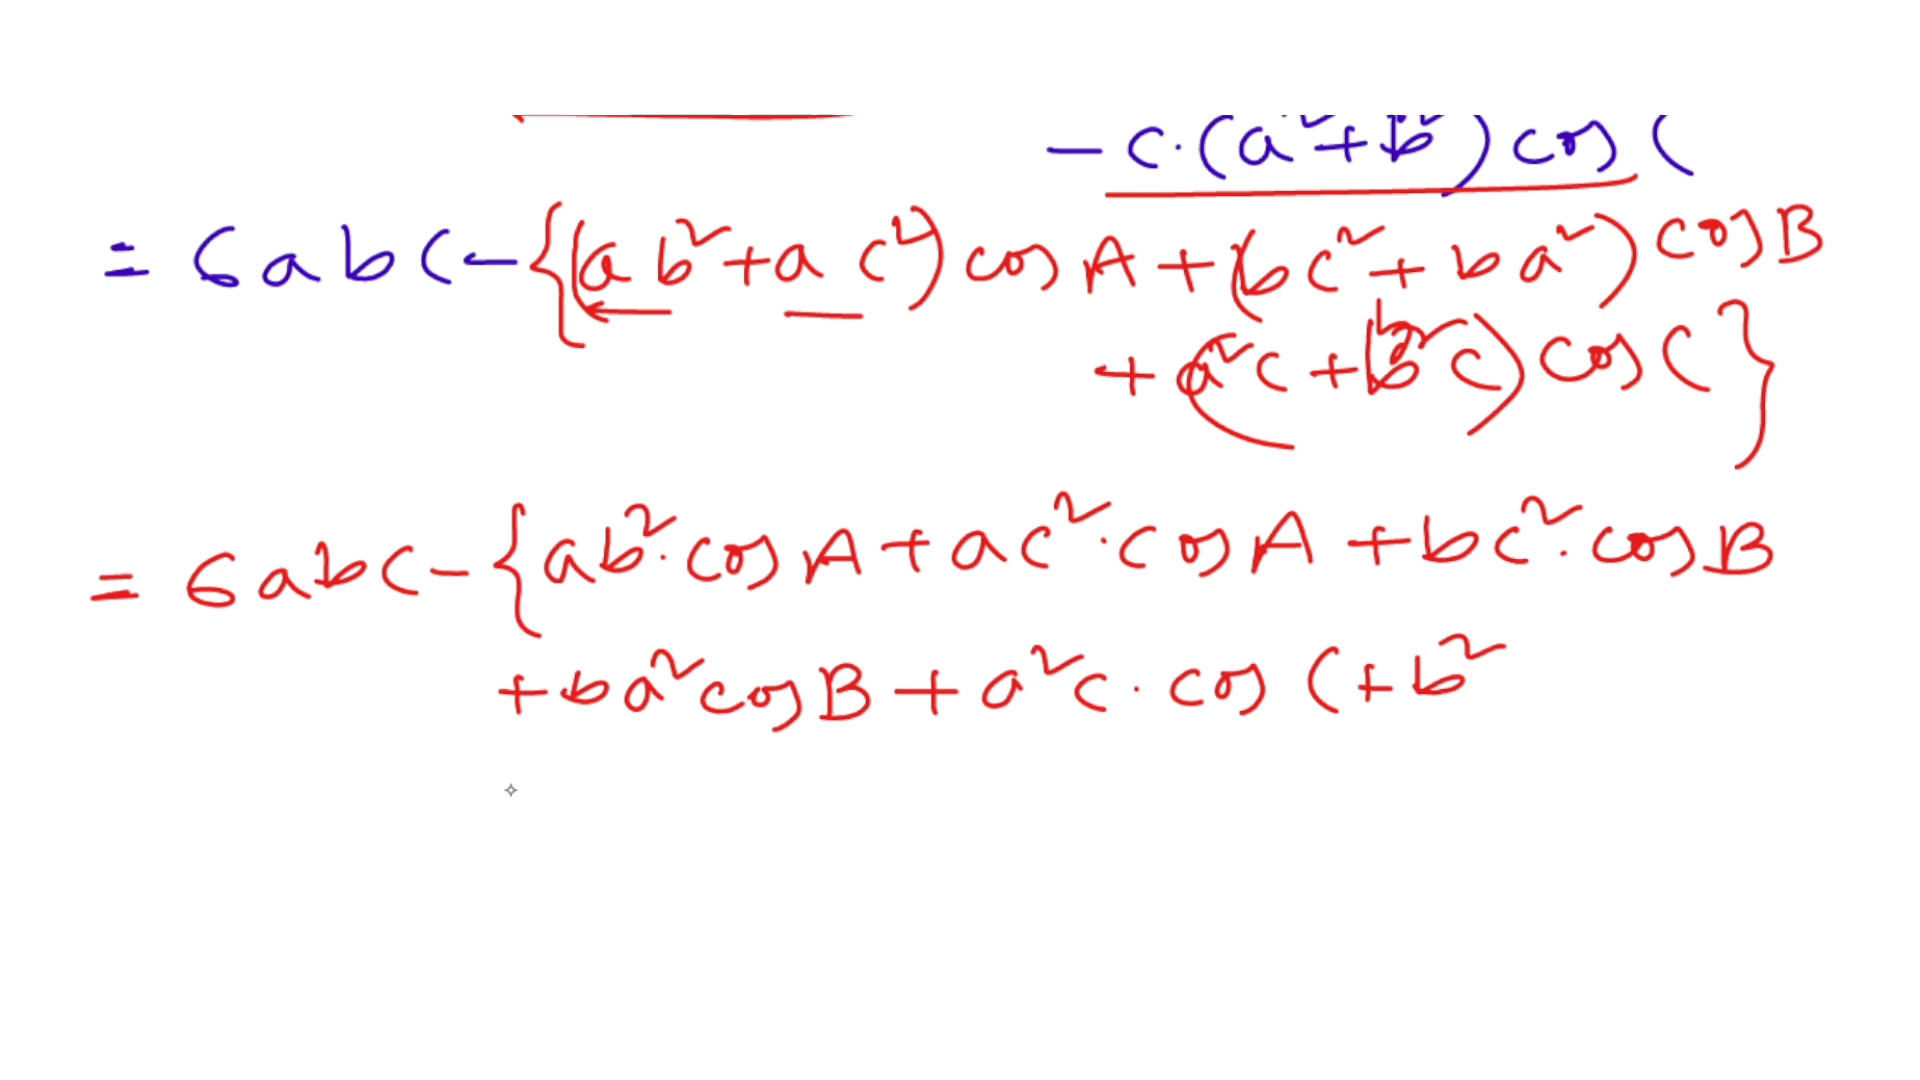 - c·(a²+b²) cos C
= 6abc - {(ab²+ac²) cos A + (bc²+ba²) cos B
+ (a²c + b²c) cos C}
= 6abc - {ab²·cos A + ac²·cos A + bc²·cos B
+ ba² cos B + a²c·cos C + b²